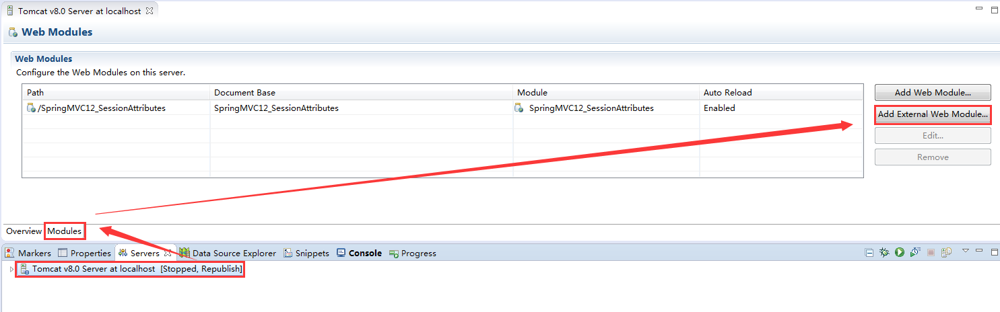 Tomcat v8.0 Server at localhost
Web Modules
Web Modules
Configure the Web Modules on this server.
Path Document Base Module Auto Reload
/SpringMVC12_SessionAttributes SpringMVC12_SessionAttributes SpringMVC12_SessionAttributes Enabled
Add Web Module...
Add External Web Module...
Edit...
Remove
Overview Modules
Markers Properties Servers Data Source Explorer Snippets Console Progress
Tomcat v8.0 Server at localhost [Stopped, Republish]